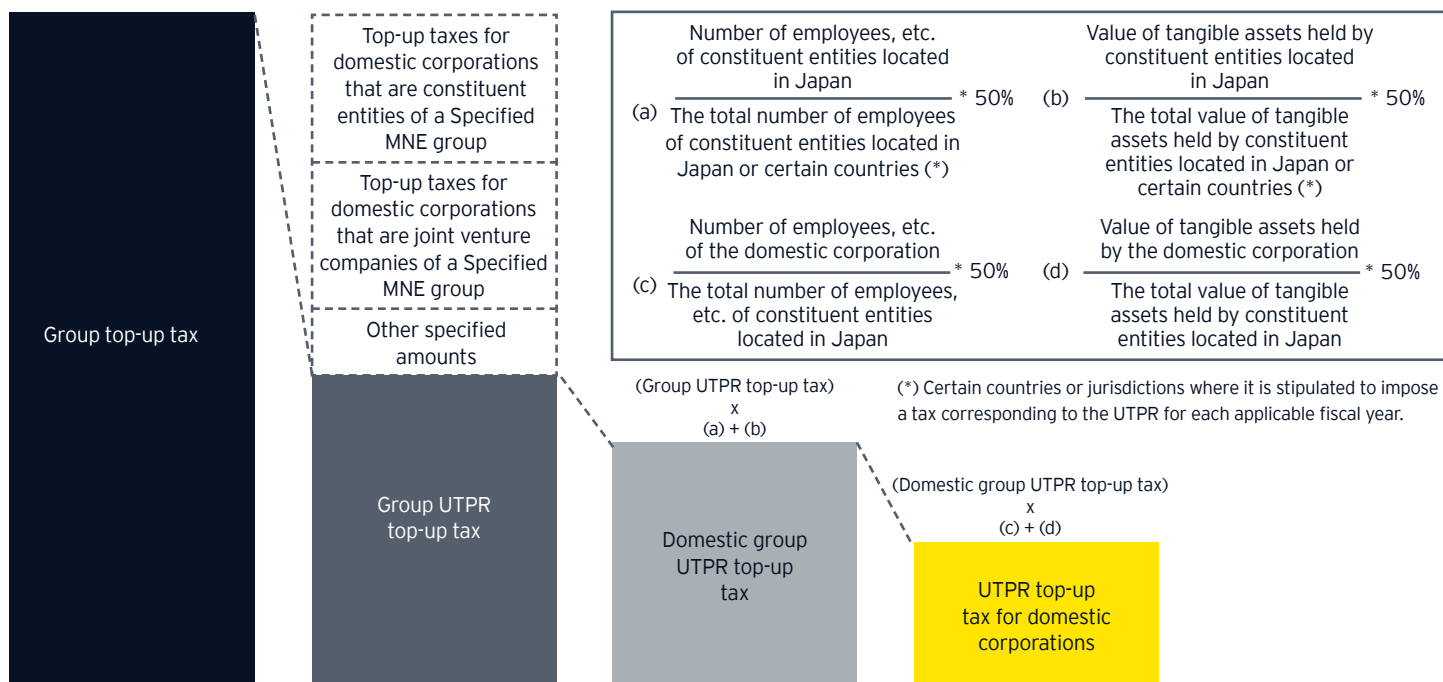 Group top-up tax
Top-up taxes for
domestic corporations
that are constituent
entities of a Specified
MNE group
Top-up taxes for
domestic corporations
that are joint venture
companies of a Specified
MNE group
Other specified
amounts
Group UTPR
top-up tax
(a)
Number of employees, etc.
of constituent entities located
in Japan
The total number of employees
of constituent entities located in
Japan or certain countries (*)
* 50%
(b)
Value of tangible assets held by
constituent entities located
in Japan
The total value of tangible
assets held by constituent
entities located in Japan or
certain countries (*)
* 50%
(c)
Number of employees, etc.
of the domestic corporation
The total number of employees,
etc. of constituent entities
located in Japan
* 50%
(d)
Value of tangible assets held
by the domestic corporation
The total value of tangible
assets held by constituent
entities located in Japan
* 50%
(*) Certain countries or jurisdictions where it is stipulated to impose
a tax corresponding to the UTPR for each applicable fiscal year.
(Group UTPR top-up tax)
x
(a) + (b)
Domestic group
UTPR top-up
tax
(Domestic group UTPR top-up tax)
x
(c) + (d)
UTPR top-up
tax for domestic
corporations